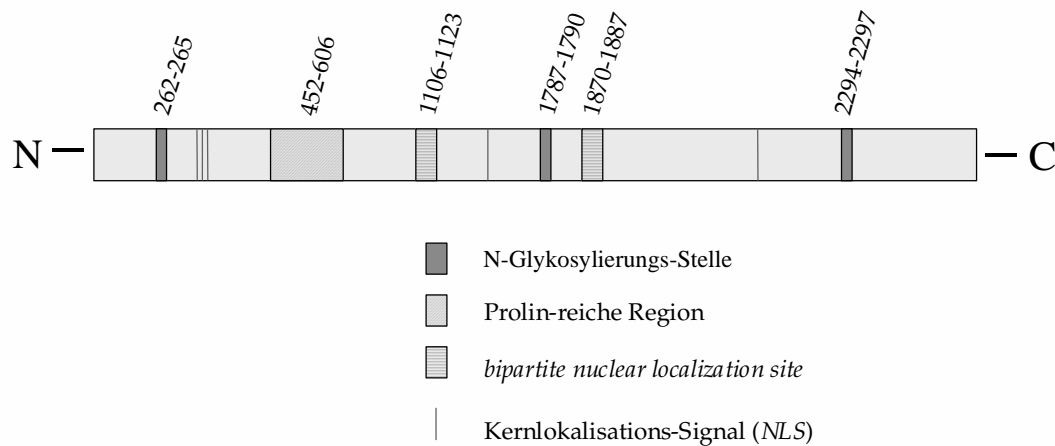 262-265
452-606
1106-1123
1787-1790
1870-1887
2294-2297
N
C
N-Glykosylierungs-Stelle
Prolin-reiche Region
bipartite nuclear localization site
Kernlokalisations-Signal (NLS)